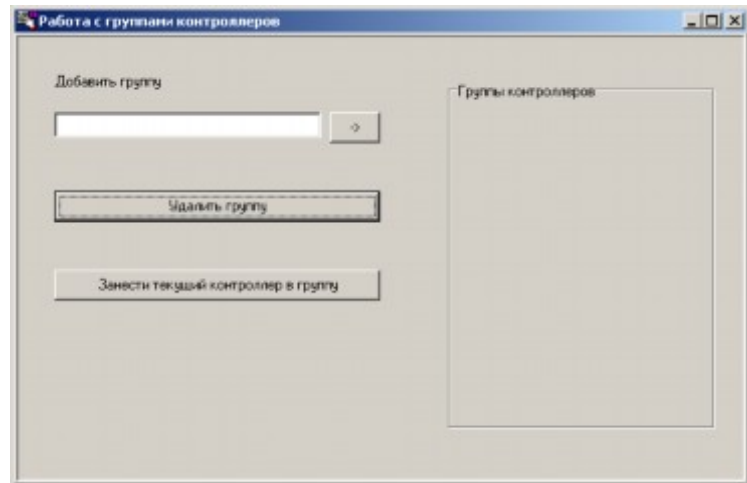 Работа с группами контроллеров
Добавить группу
Группы контроллеров
->
Удалить группу
Занести текущий контроллер в группу